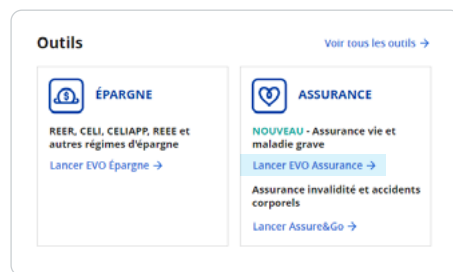 Outils
Voir tous les outils →
ÉPARGNE
REER, CELI, CELIAPP, REEE et
autres régimes d'épargne
Lancer EVO Épargne →
ASSURANCE
NOUVEAU - Assurance vie et
maladie grave
Lancer EVO Assurance →
Assurance invalidité et accidents
corporels
Lancer Assure&Go →